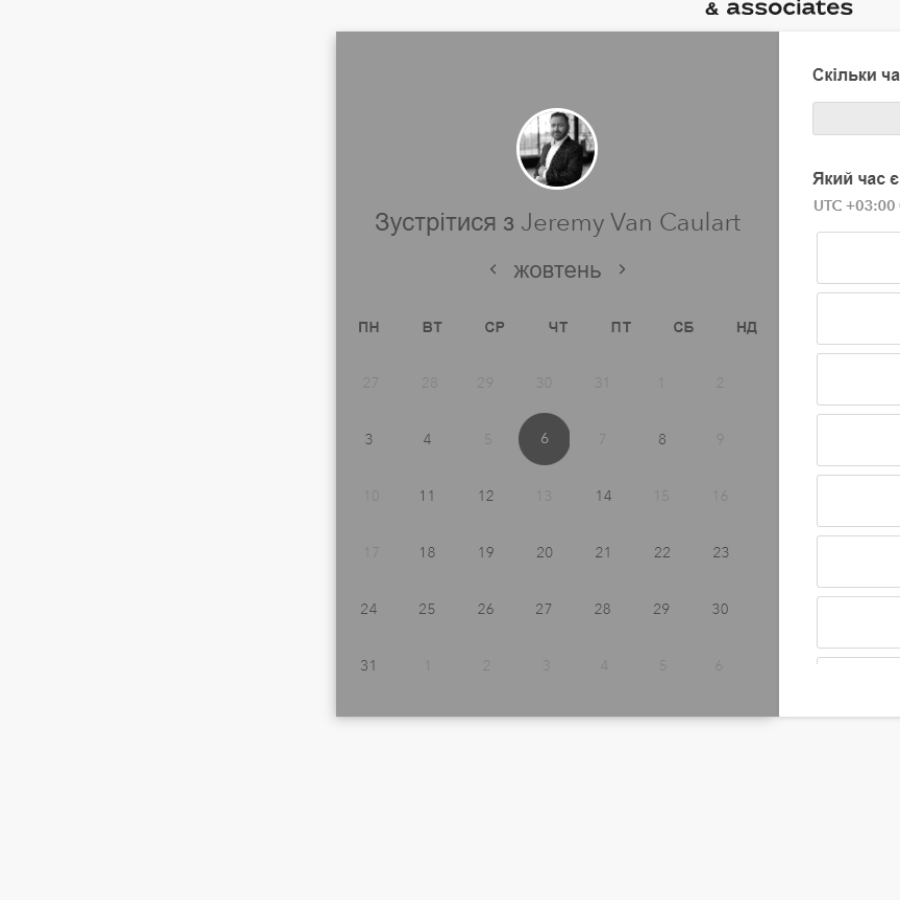 & associates
Зустрітися з Jeremy Van Caulart
жовтень
ПН ВТ СР ЧТ ПТ СБ НД
27 28 29 30 31 1 2
3 4 5 6 7 8 9
10 11 12 13 14 15 16
17 18 19 20 21 22 23
24 25 26 27 28 29 30
31 1 2 3 4 5 6
Скільки ча
Який час є
UTC +03:00